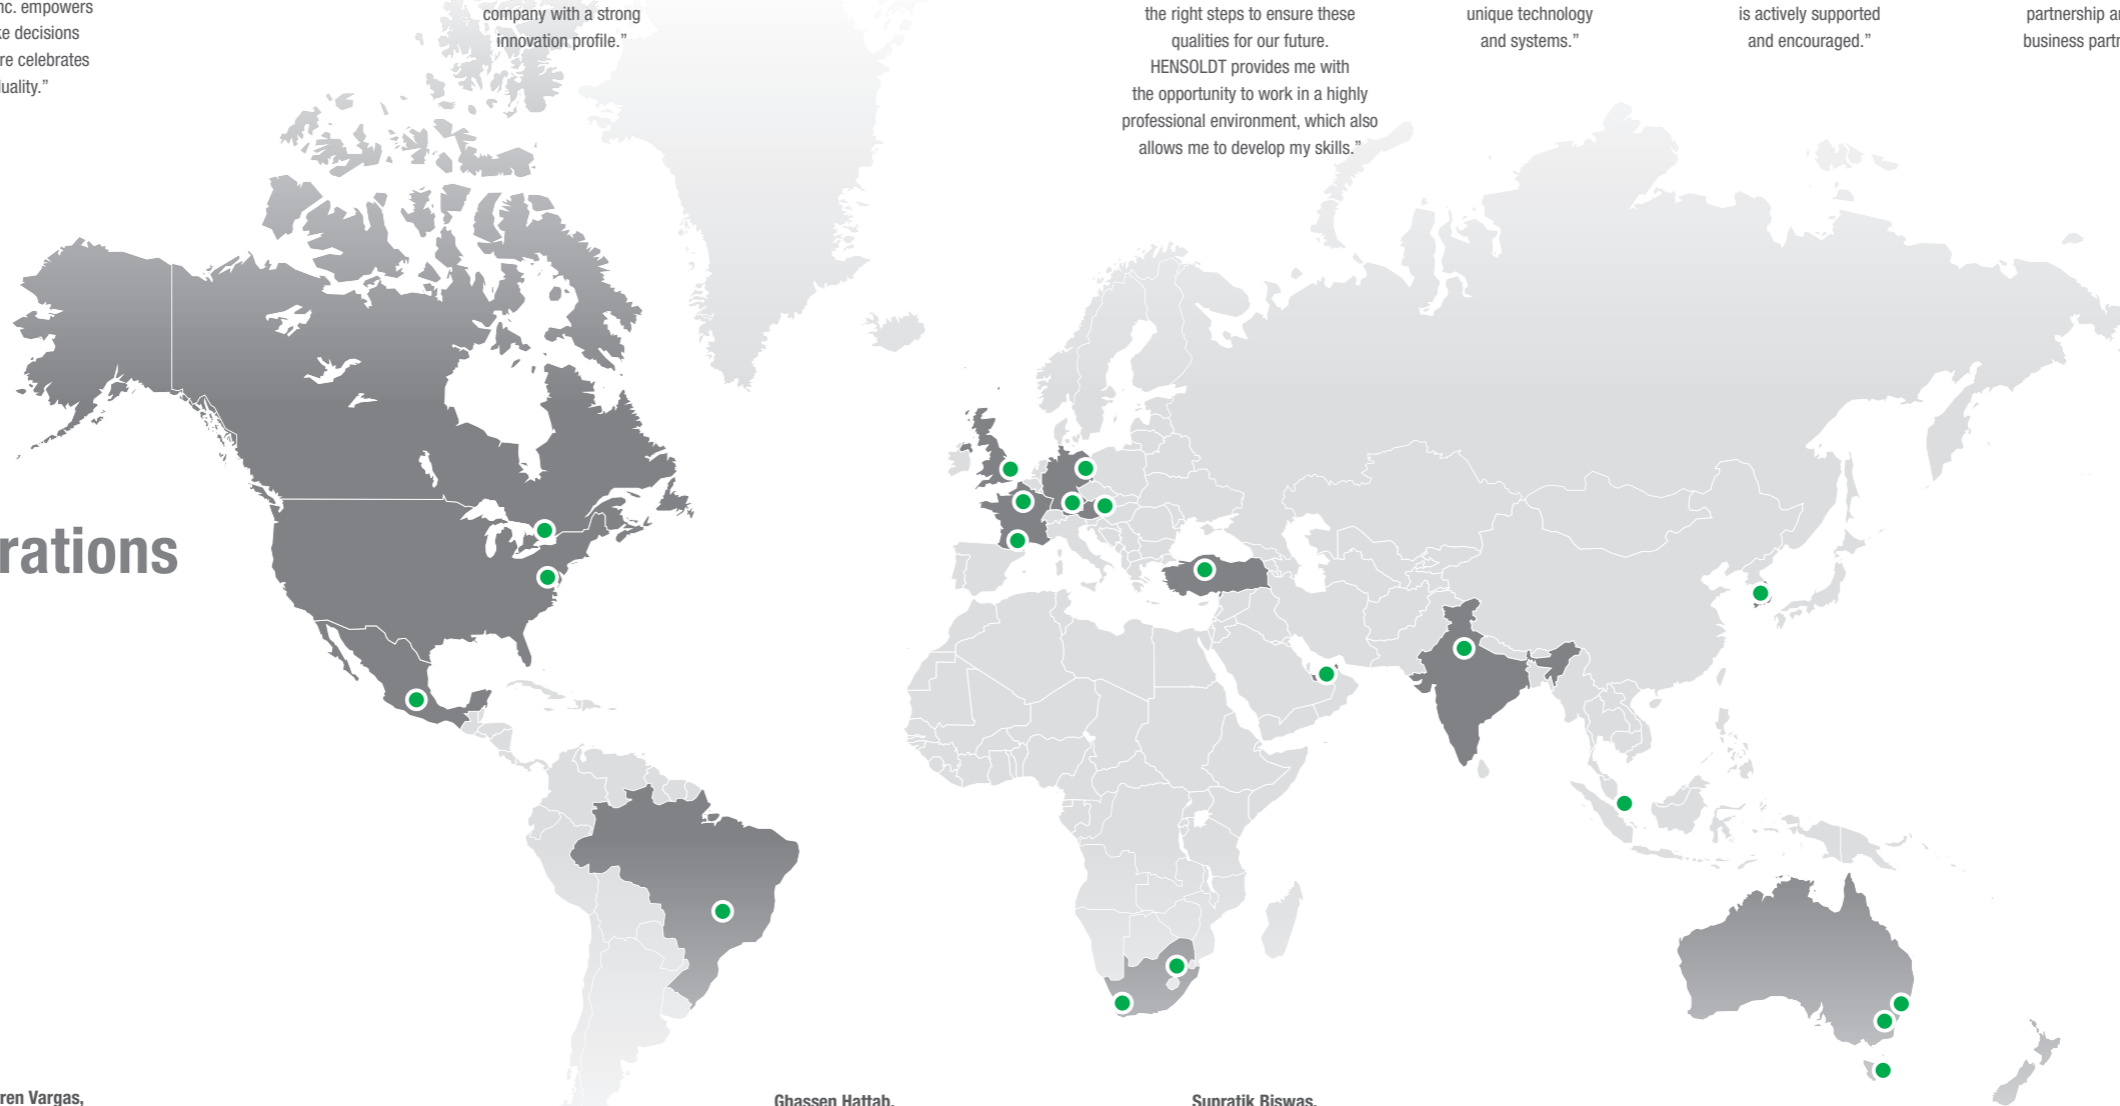 nc. empowers
ke decisions
re celebrates
uality.”
company with a strong
innovation profile.”
the right steps to ensure these
qualities for our future.
HENSOLDT provides me with
the opportunity to work in a highly
professional environment, which also
allows me to develop my skills.”
unique technology
and systems.”
is actively supported
and encouraged.”
partnership a
business partn
rations
ren Vargas,
Ghassen Hattab,
Supratik Biswas,